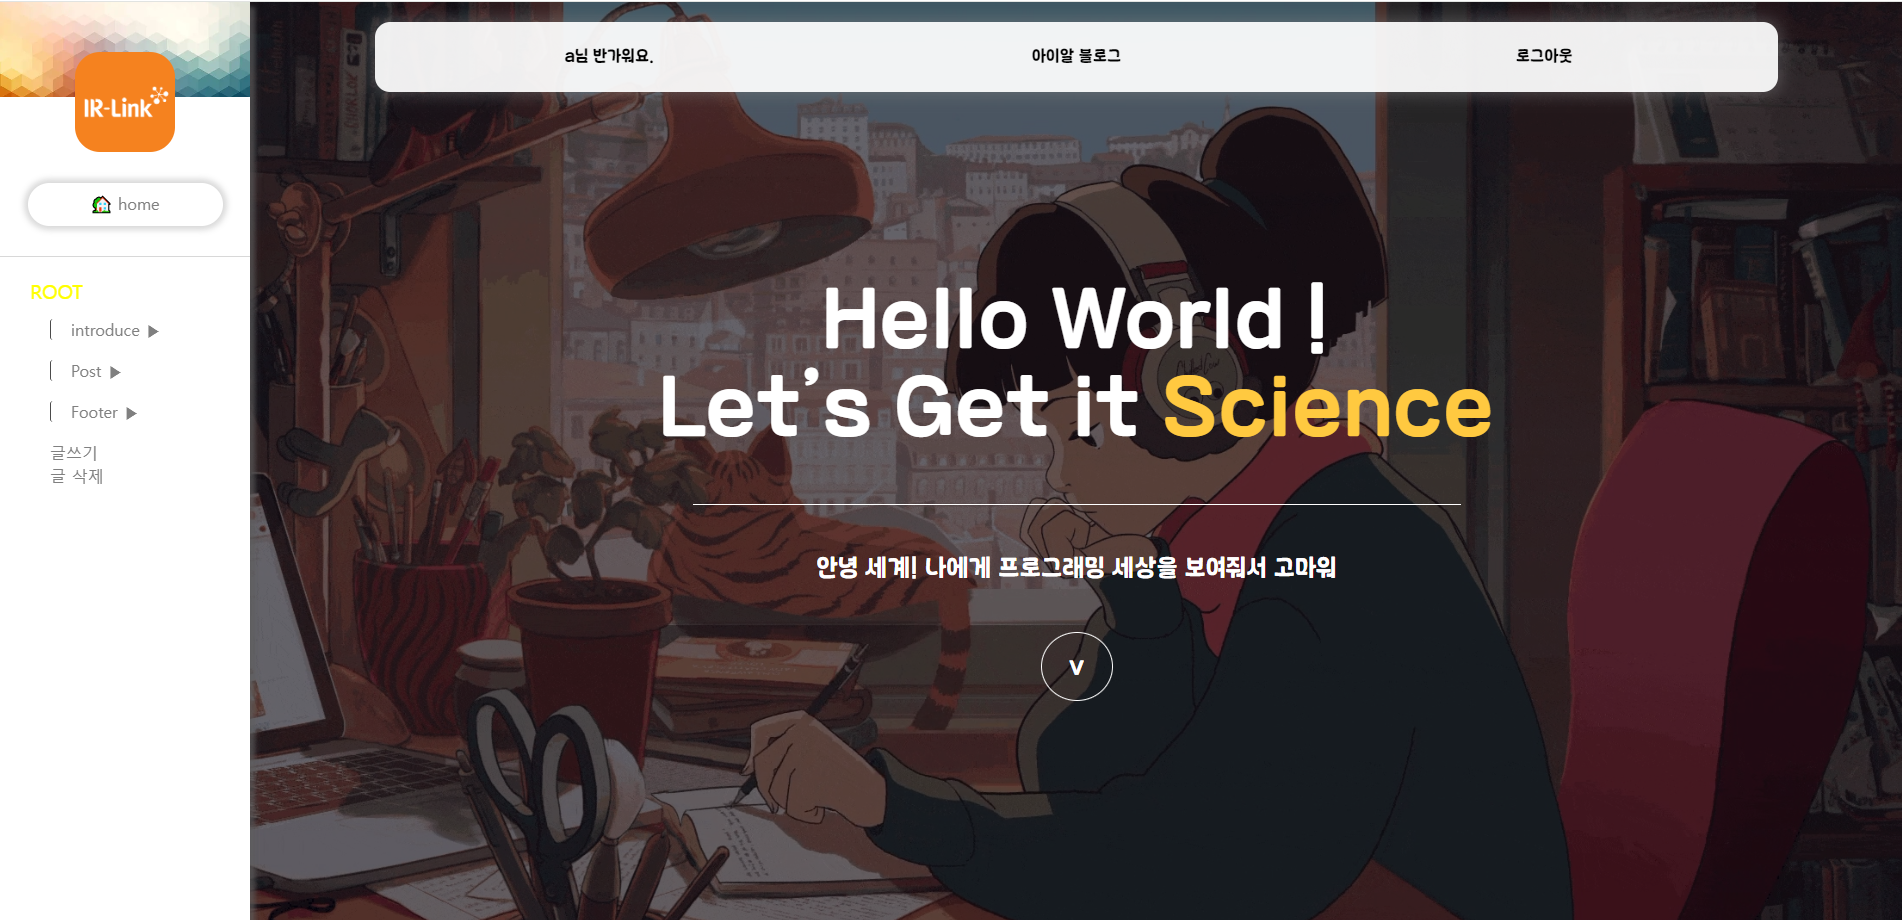 IR-Link
home
ROOT
introduce ▶
Post ▶
Footer ▶
글쓰기
글 삭제
a님 반가워요.
아이알 블로그
로그아웃
Hello World !
Let's Get it Science
안녕 세계! 나에게 프로그래밍 세상을 보여줘서 고마워
V